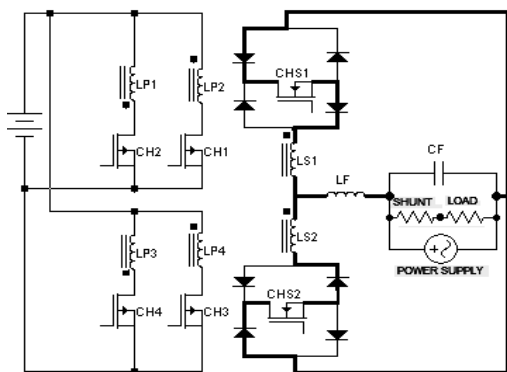 LP1
LP2
CHS1
CH2
CH1
LS1
LF
CF
SHUNT
LOAD
POWER SUPPLY
LS2
LP3
LP4
CHS2
CH4
CH3